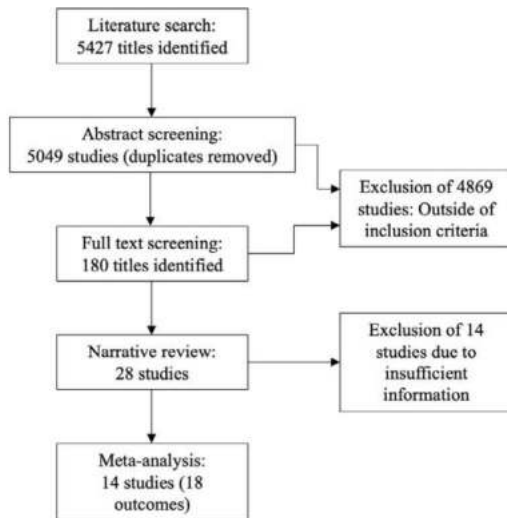 Literature search:
5427 titles identified
Abstract screening:
5049 studies (duplicates removed)
Exclusion of 4869
studies: Outside of
inclusion criteria
Full text screening:
180 titles identified
Narrative review:
28 studies
Exclusion of 14
studies due to
insufficient
information
Meta-analysis:
14 studies (18
outcomes)